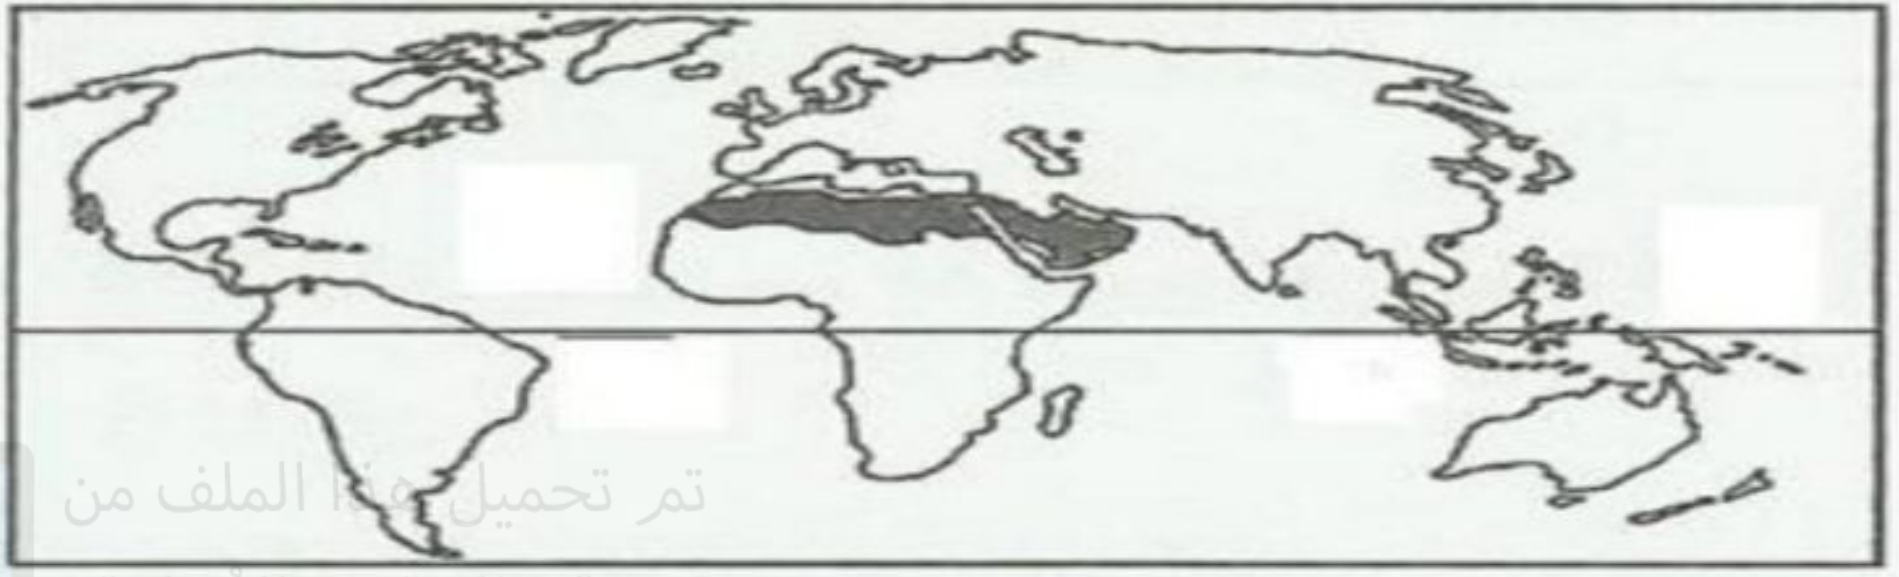 تم تحميل هذا الملف من